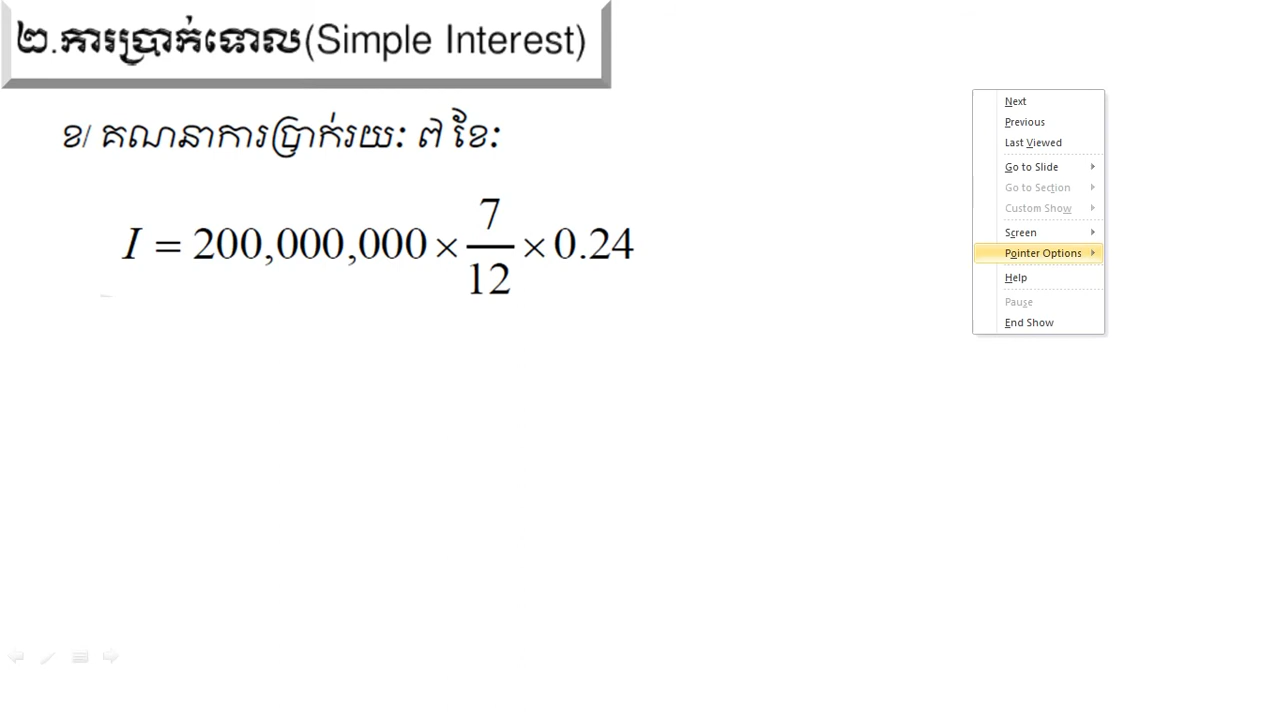 ២.ការប្រាក់ទោល(Simple Interest)
ខ/ គណនាការប្រាក់រយៈ ៧ ខែៈ
I = 200,000,000 × 7/12 × 0.24
Next
Previous
Last Viewed
Go to Slide
Go to Section
Custom Show
Screen
Pointer Options
Help
Pause
End Show